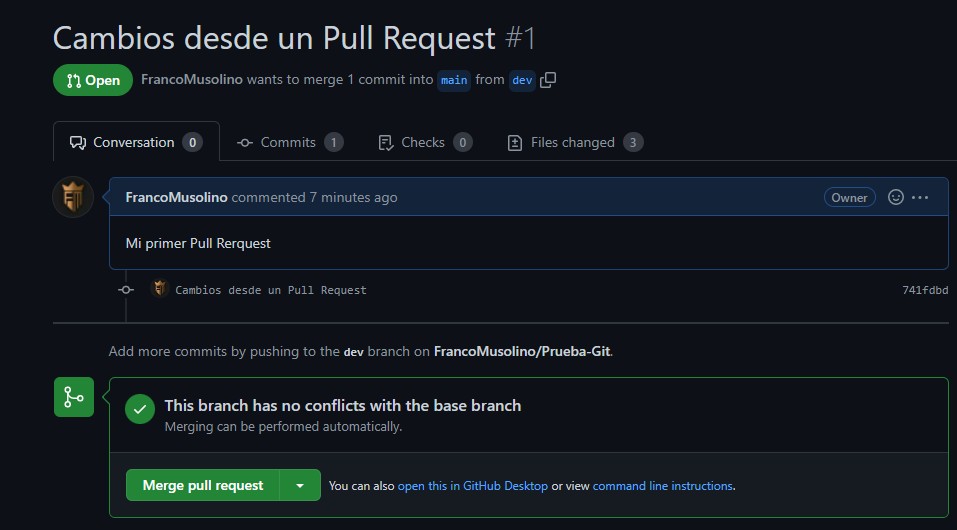 Cambios desde un Pull Request #1
Open FrancoMusolino wants to merge 1 commit into main from dev
Conversation 0 Commits 1 Checks 0 Files changed 3
FrancoMusolino commented 7 minutes ago Owner
Mi primer Pull Rerquest
Cambios desde un Pull Request 741fdbd
Add more commits by pushing to the dev branch on FrancoMusolino/Prueba-Git.
This branch has no conflicts with the base branch
Merging can be performed automatically.
Merge pull request You can also open this in GitHub Desktop or view command line instructions.